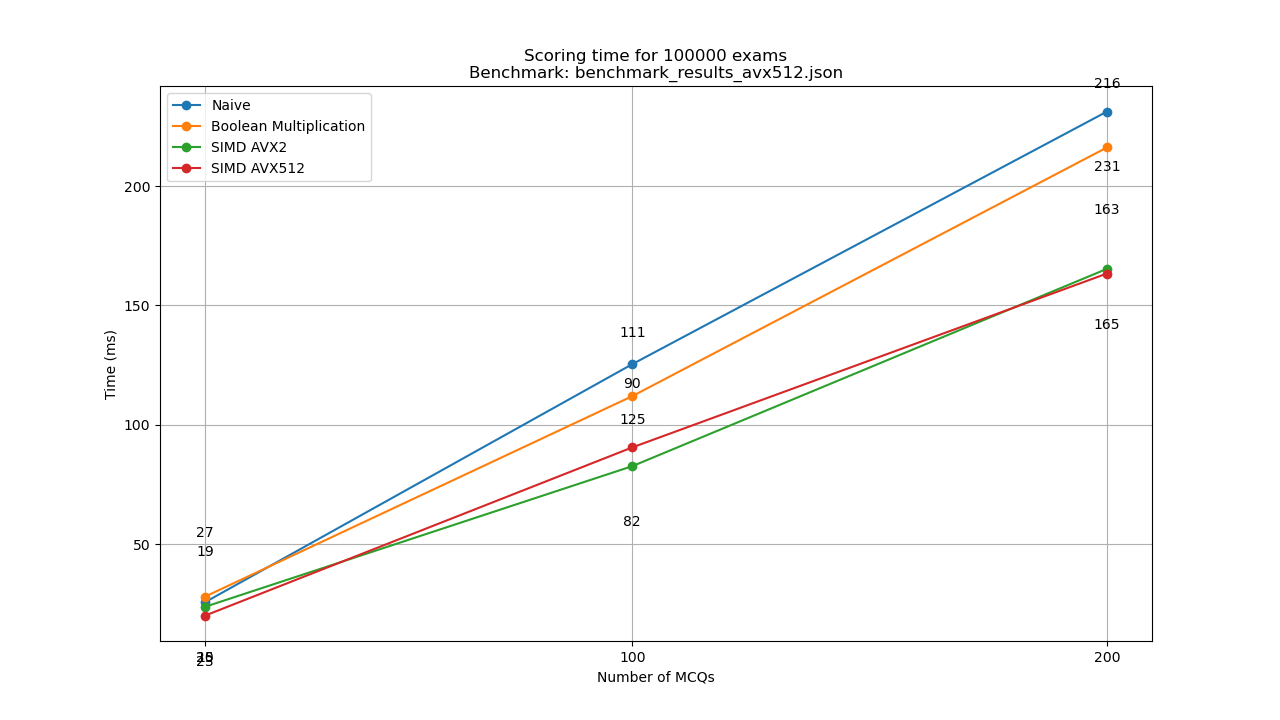 Scoring time for 100000 exams
Benchmark: benchmark_results_avx512.json
Naive
Boolean Multiplication
SIMD AVX2
SIMD AVX512
216
231
163
165
111
90
125
82
27
19
200
150
100
50
Time (ms)
100
200
Number of MCQs